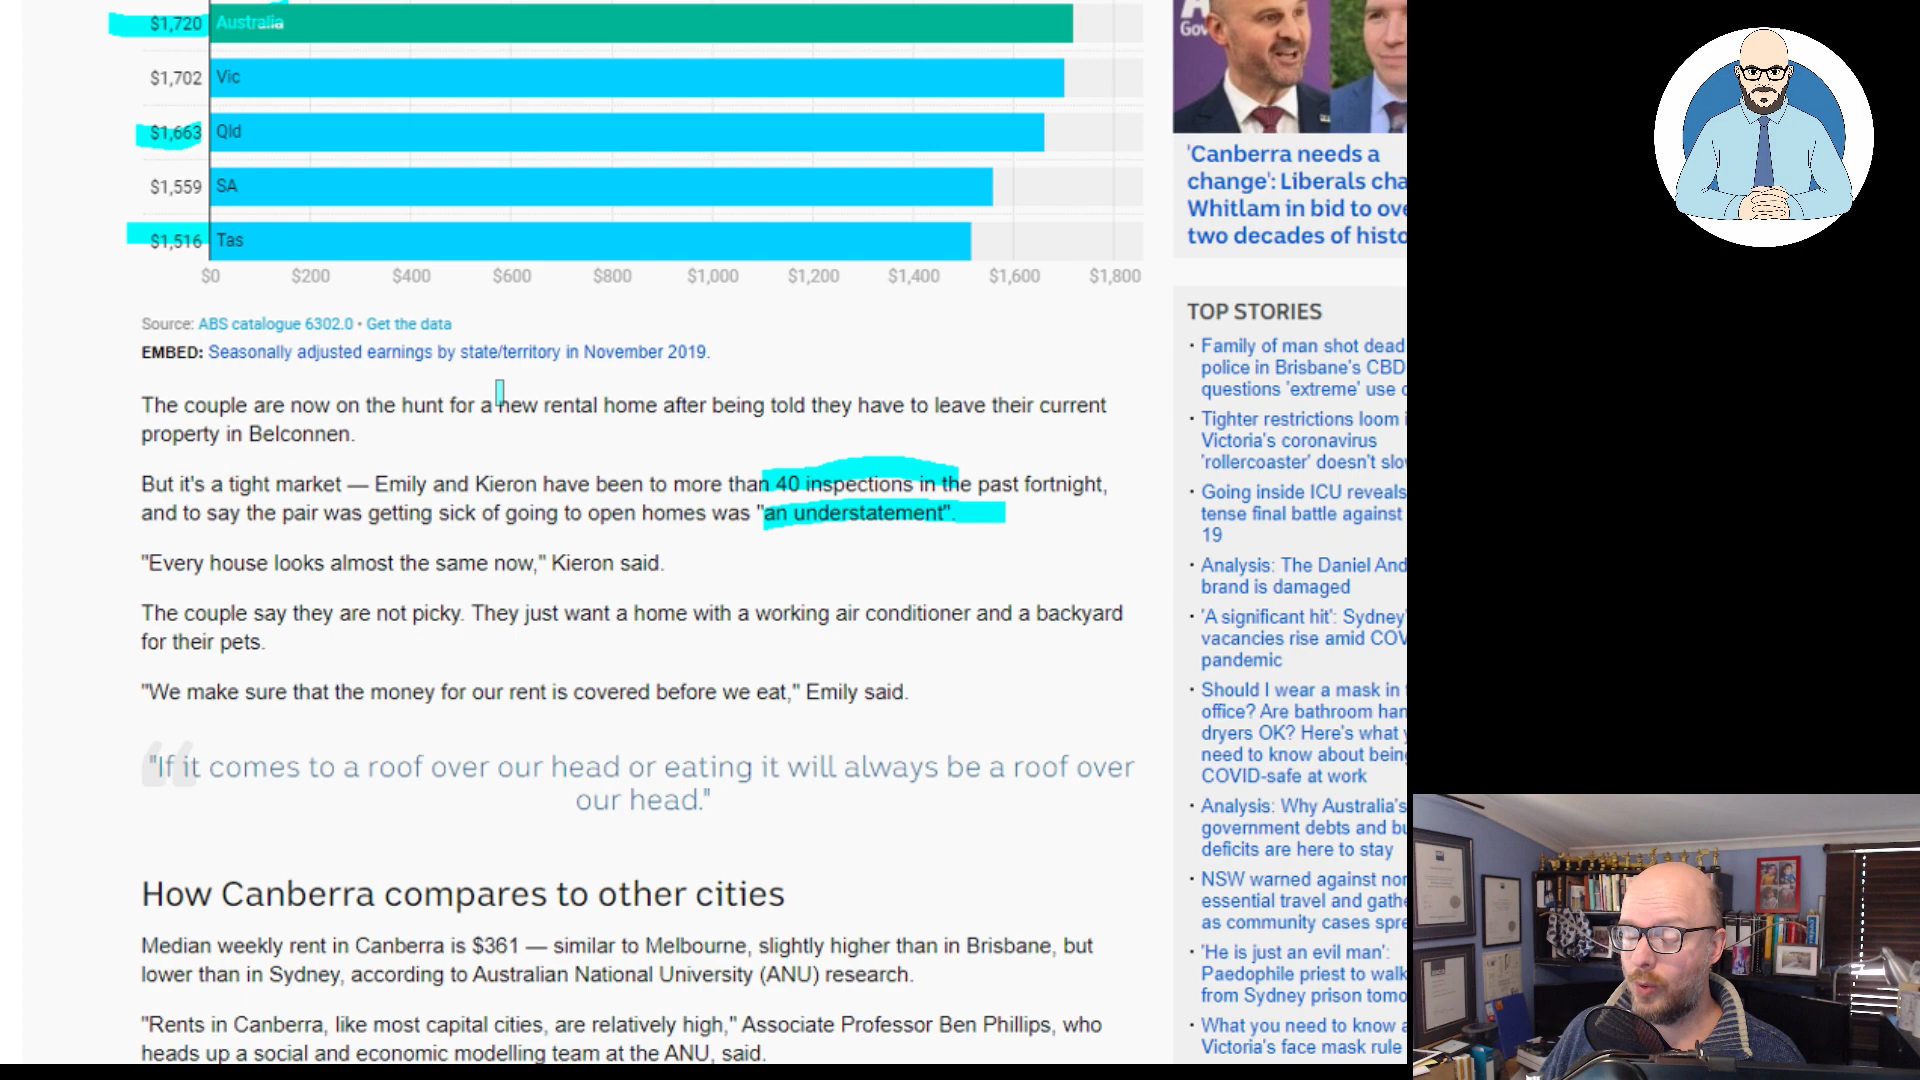 $1,720 Australia
$1,702 Vic
$1,663 Qld
$1,559 SA
$1,516 Tas
$0 $200 $400 $600 $800 $1,000 $1,200 $1,400 $1,600 $1,800
Source: ABS catalogue 6302.0 • Get the data
EMBED: Seasonally adjusted earnings by state/territory in November 2019.
The couple are now on the hunt for a new rental home after being told they have to leave their current
property in Belconnen.
But it's a tight market — Emily and Kieron have been to more than 40 inspections in the past fortnight,
and to say the pair was getting sick of going to open homes was "an understatement".
"Every house looks almost the same now," Kieron said.
The couple say they are not picky. They just want a home with a working air conditioner and a backyard
for their pets.
"We make sure that the money for our rent is covered before we eat," Emily said.
"If it comes to a roof over our head or eating it will always be a roof over
our head."
How Canberra compares to other cities
Median weekly rent in Canberra is $361 — similar to Melbourne, slightly higher than in Brisbane, but
lower than in Sydney, according to Australian National University (ANU) research.
"Rents in Canberra, like most capital cities, are relatively high," Associate Professor Ben Phillips, who
heads up a social and economic modelling team at the ANU, said.
Gov
'Canberra needs a
change': Liberals cha
Whitlam in bid to ove
two decades of histo
TOP STORIES
• Family of man shot dead
police in Brisbane's CBD
questions 'extreme' use
• Tighter restrictions loom
Victoria's coronavirus
'rollercoaster' doesn't slo
• Going inside ICU reveals
tense final battle against
19
• Analysis: The Daniel And
brand is damaged
• 'A significant hit': Sydney'
vacancies rise amid COV
pandemic
• Should I wear a mask in
office? Are bathroom han
dryers OK? Here's what
need to know about being
COVID-safe at work
• Analysis: Why Australia's
government debts and bu
deficits are here to stay
• NSW warned against non
essential travel and gathe
as community cases spre
• 'He is just an evil man':
Paedophile priest to walk
from Sydney prison tomo
• What you need to know a
Victoria's face mask rule